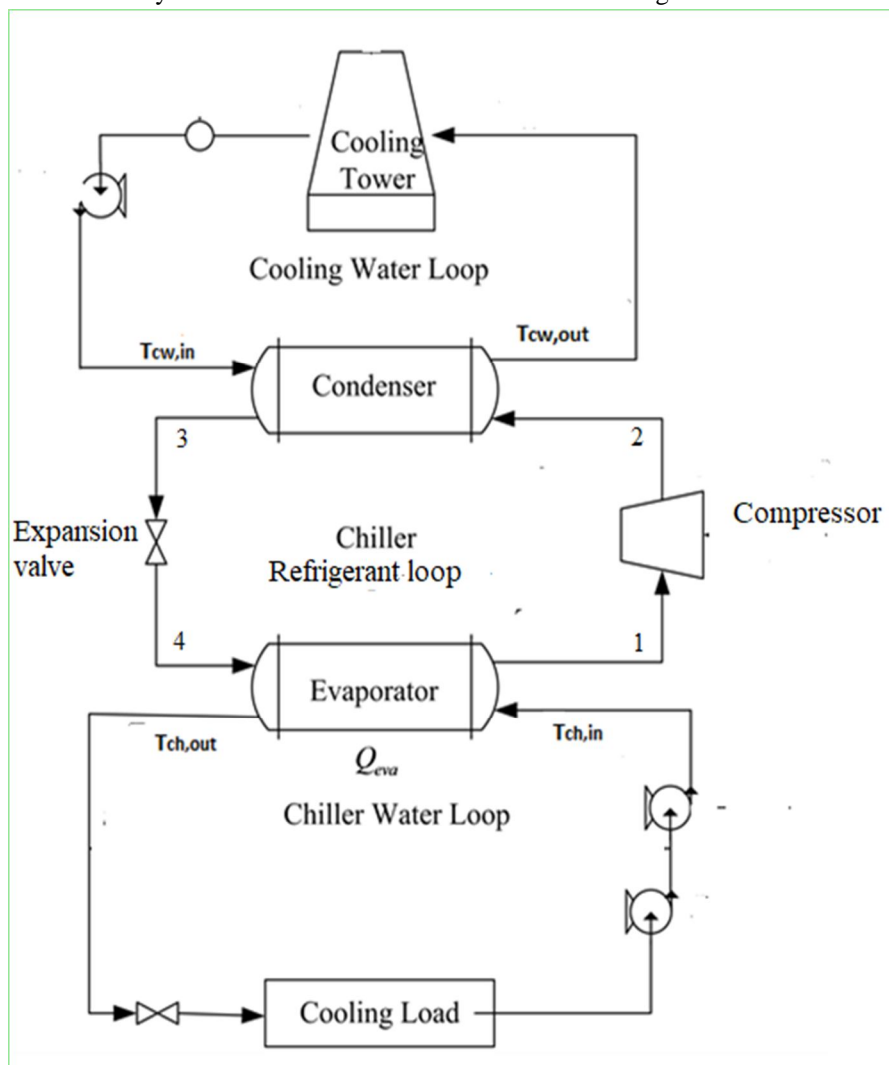 Cooling
Tower
Cooling Water Loop
Tcw,in
Tcw,out
Condenser
3
2
Expansion
valve
Chiller
Refrigerant loop
Compressor
4
1
Evaporator
Tch,out
Tch,in
Qeva
Chiller Water Loop
Cooling Load